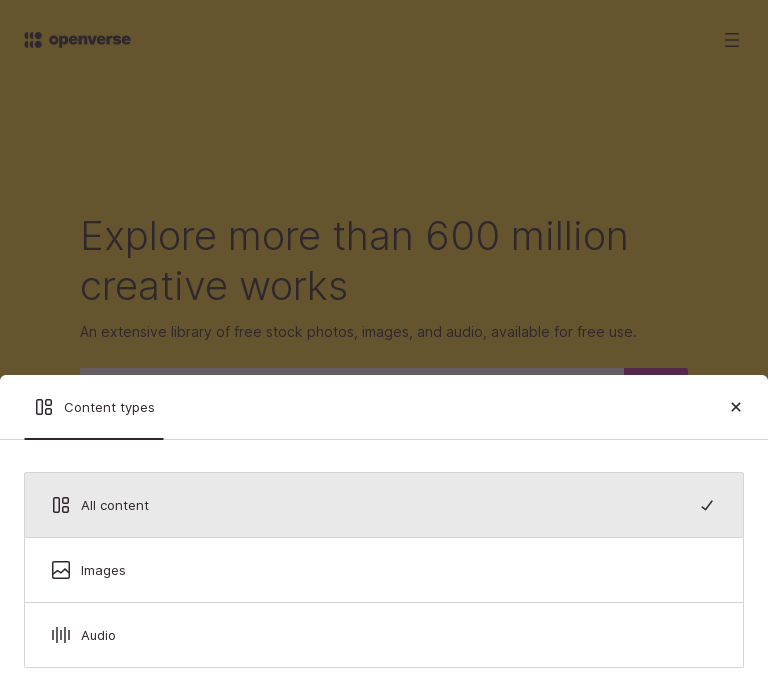 openverse
Explore more than 600 million
creative works
An extensive library of free stock photos, images, and audio, available for free use.
Content types
All content
Images
Audio